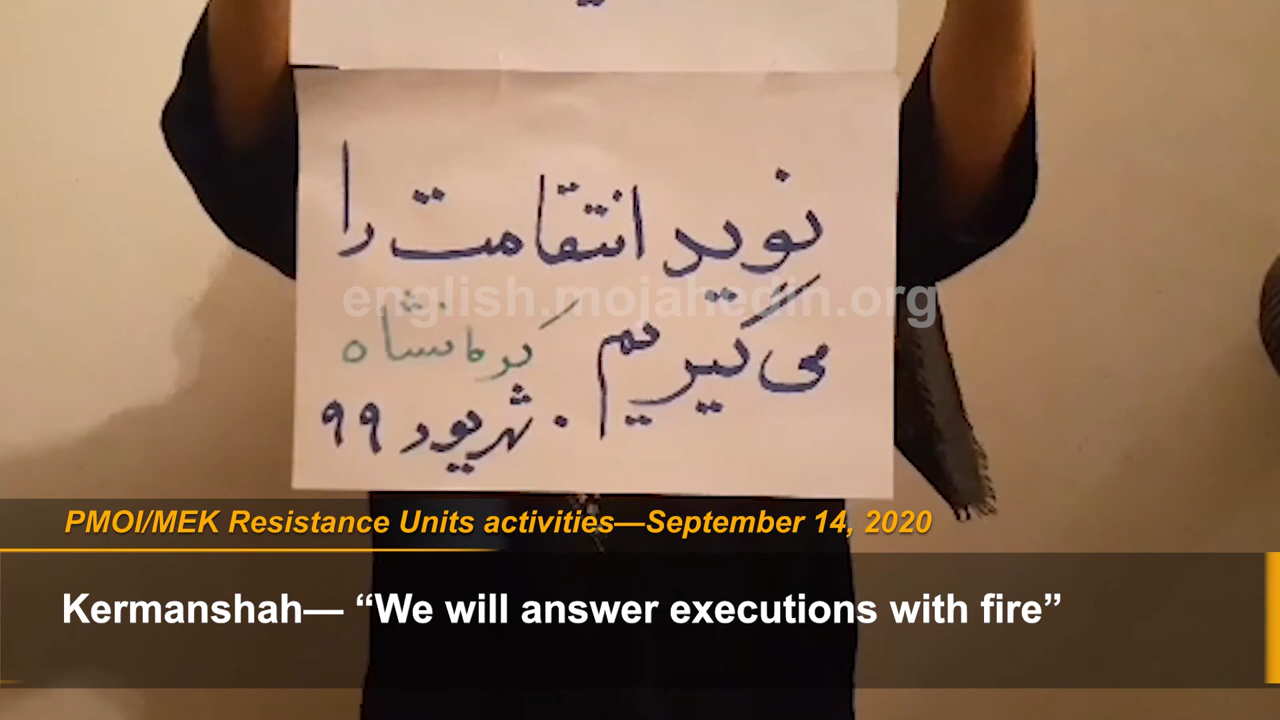 نوید انتقامت را
english.mojahedin.org
می‌گیریم. کرمانشاه
شهریور ۹۹
PMOI/MEK Resistance Units activities—September 14, 2020
Kermanshah— “We will answer executions with fire”